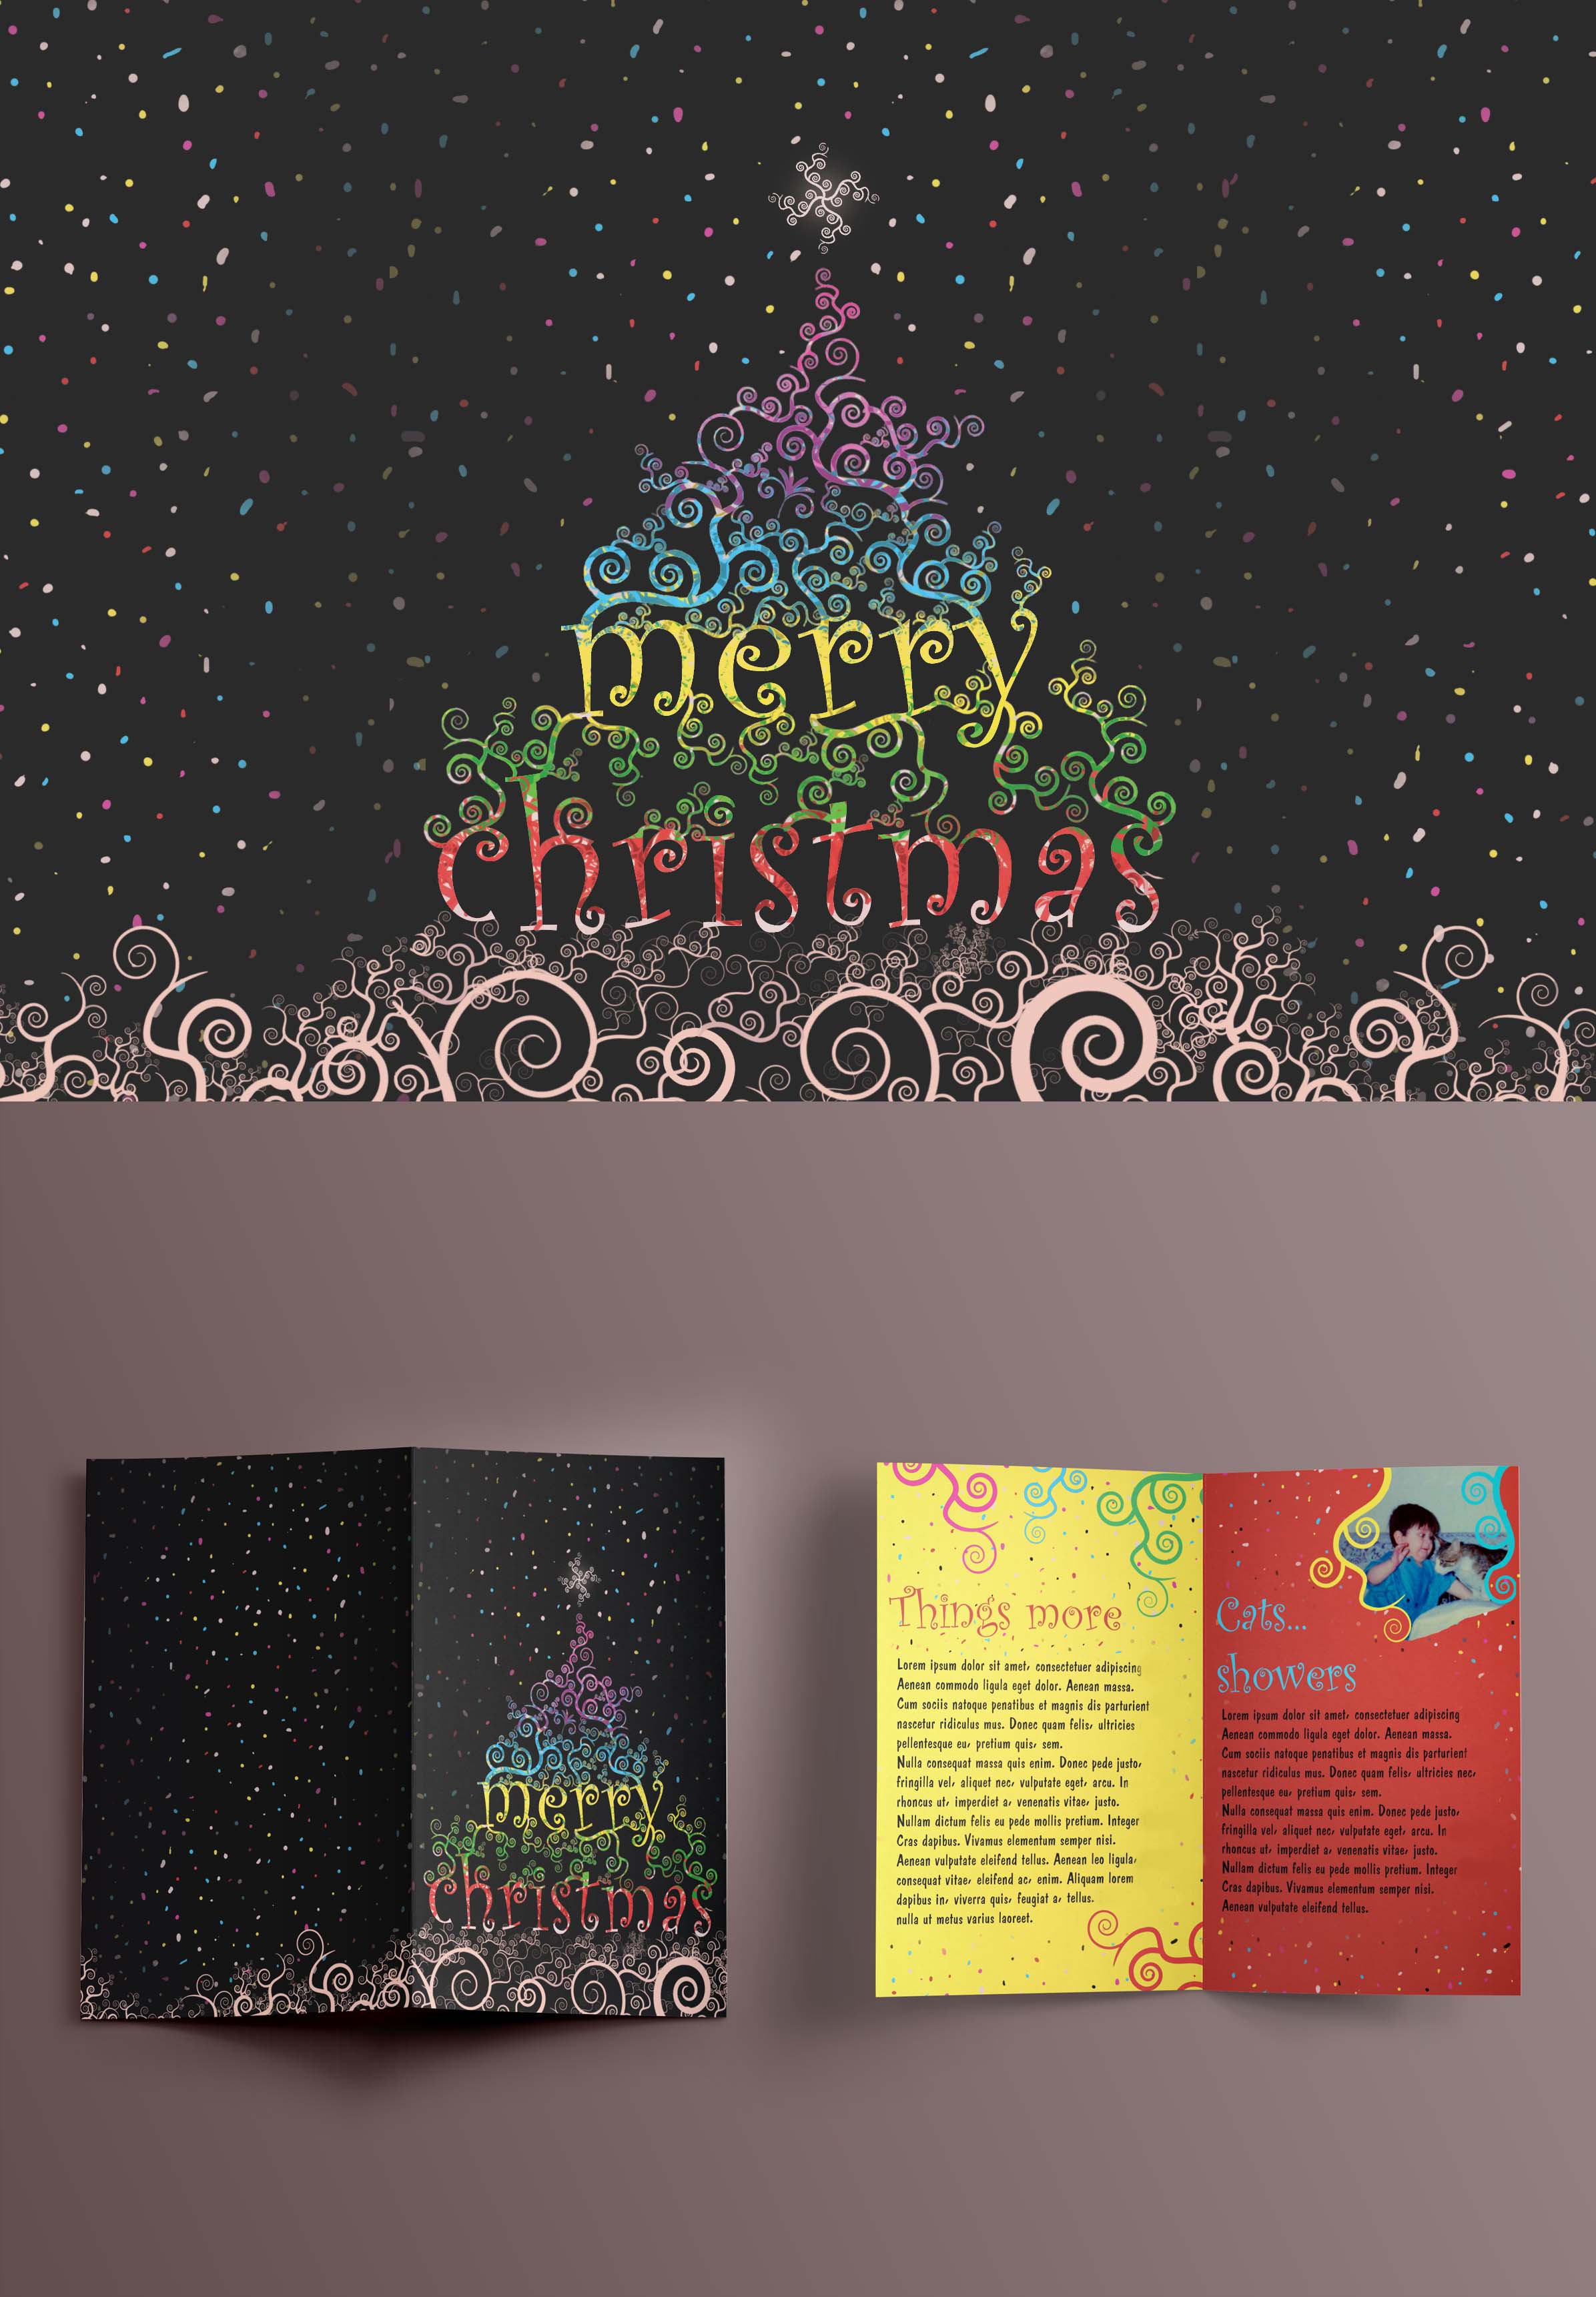 merry
christmas
merry
christmas
Things more
Lorem ipsum dolor sit amet, consectetuer adipiscing
Aenean commodo ligula eget dolor. Aenean massa.
Cum sociis natoque penatibus et magnis dis parturient
nascetur ridiculus mus. Donec quam felis, ultricies
pellentesque eu, pretium quis, sem.
Nulla consequat massa quis enim. Donec pede justo,
fringilla vel, aliquet nec, vulputate eget, arcu. In
rhoncus ut, imperdiet a, venenatis vitae, justo.
Nullam dictum felis eu pede mollis pretium. Integer
Cras dapibus. Vivamus elementum semper nisi.
Aenean vulputate eleifend tellus. Aenean leo ligula,
consequat vitae, eleifend ac, enim. Aliquam lorem
dapibus in, viverra quis, feugiat a, tellus.
nulla ut metus varius laoreet.
Cats...
showers
Lorem ipsum dolor sit amet, consectetuer adipiscing
Aenean commodo ligula eget dolor. Aenean massa.
Cum sociis natoque penatibus et magnis dis parturient
nascetur ridiculus mus. Donec quam felis, ultricies nec,
pellentesque eu, pretium quis, sem.
Nulla consequat massa quis enim. Donec pede justo,
fringilla vel, aliquet nec, vulputate eget, arcu. In
rhoncus ut, imperdiet a, venenatis vitae, justo.
Nullam dictum felis eu pede mollis pretium. Integer
Cras dapibus. Vivamus elementum semper nisi.
Aenean vulputate eleifend tellus.